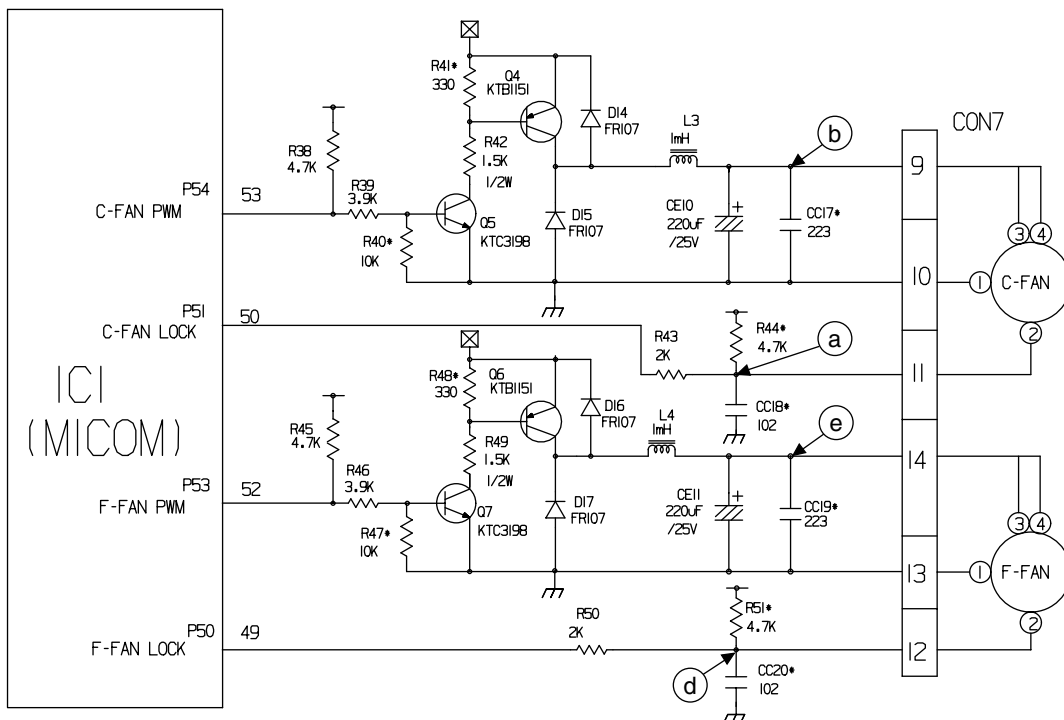 IC1
(MICOM)
P54
C-FAN PWM
53
R38
4.7K
R39
3.9K
R40*
10K
R41*
330
Q4
KTB1151
R42
1.5K
1/2W
Q5
KTC3198
D14
FR107
D15
FR107
L3
1mH
b
CE10
220uF
/25V
CC17*
223
CON7
9
10
11
14
13
12
3
4
1
C-FAN
2
P51
C-FAN LOCK
50
R43
2K
R44*
4.7K
a
CC18*
102
P53
F-FAN PWM
52
R45
4.7K
R46
3.9K
R47*
10K
R48*
330
Q6
KTB1151
R49
1.5K
1/2W
Q7
KTC3198
D16
FR107
D17
FR107
L4
1mH
e
CE11
220uF
/25V
CC19*
223
3
4
1
F-FAN
2
P50
F-FAN LOCK
49
R50
2K
R51*
4.7K
d
CC20*
102